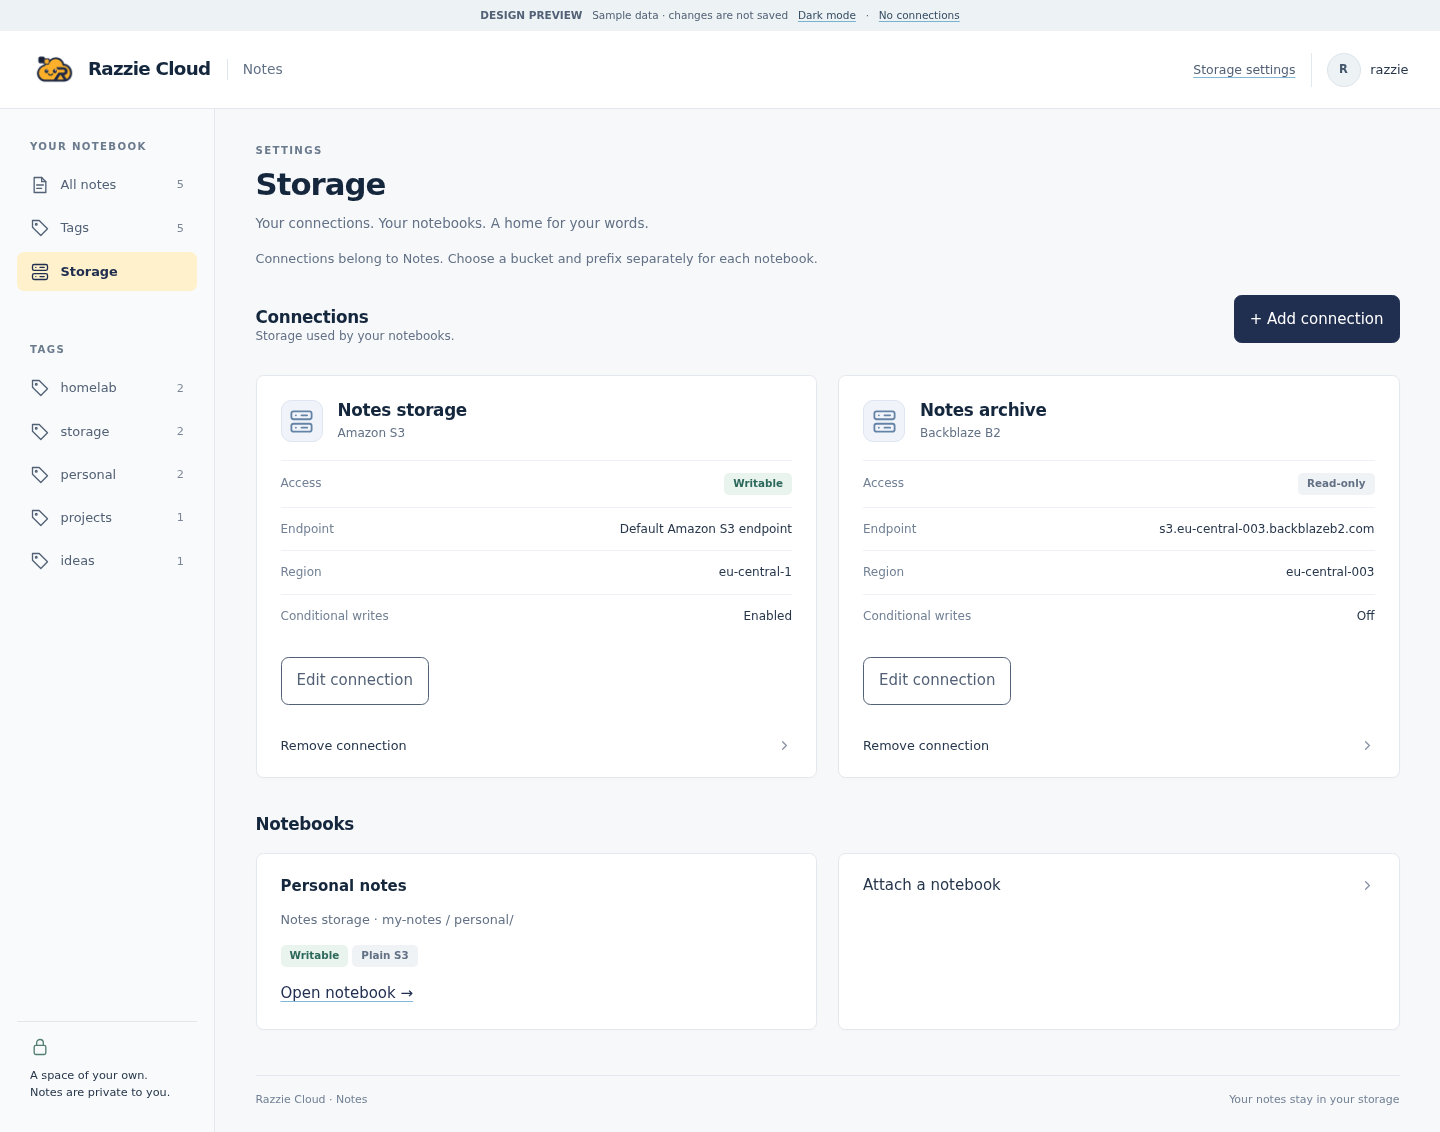 DESIGN PREVIEW Sample data · changes are not saved Dark mode · No connections
Razzie Cloud Notes
Storage settings R razzie
YOUR NOTEBOOK
All notes 5
Tags 5
Storage
TAGS
homelab 2
storage 2
personal 2
projects 1
ideas 1
A space of your own.
Notes are private to you.
SETTINGS
Storage
Your connections. Your notebooks. A home for your words.
Connections belong to Notes. Choose a bucket and prefix separately for each notebook.
Connections
Storage used by your notebooks.
+ Add connection
Notes storage
Amazon S3
Access Writable
Endpoint Default Amazon S3 endpoint
Region eu-central-1
Conditional writes Enabled
Edit connection
Remove connection
Notes archive
Backblaze B2
Access Read-only
Endpoint s3.eu-central-003.backblazeb2.com
Region eu-central-003
Conditional writes Off
Edit connection
Remove connection
Notebooks
Personal notes
Notes storage · my-notes / personal/
Writable Plain S3
Open notebook →
Attach a notebook
Razzie Cloud · Notes
Your notes stay in your storage